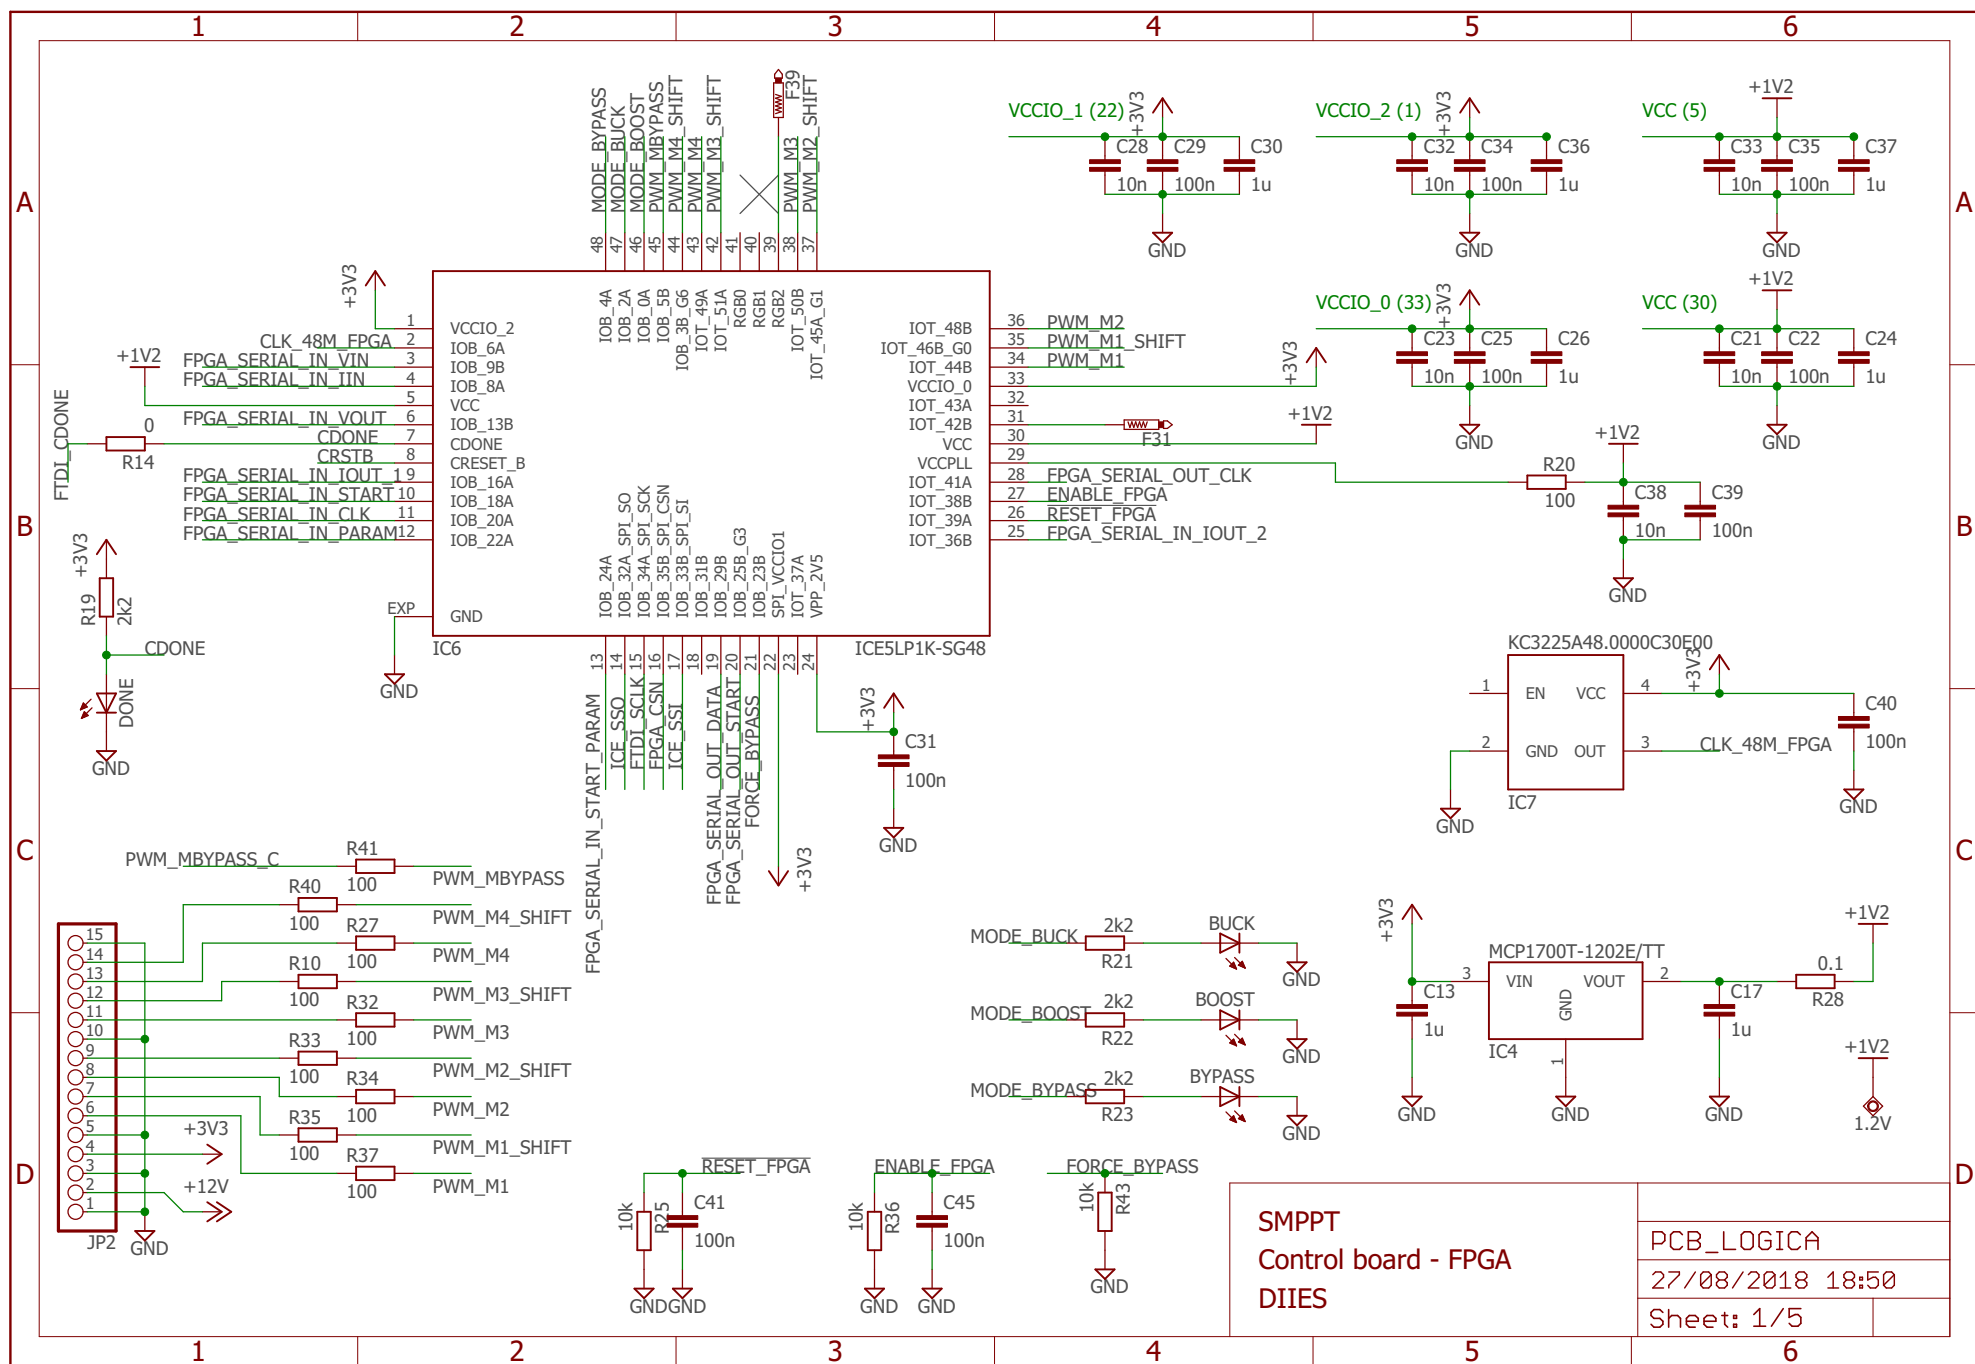 1 2 3 4 5 6
A
B
C
D
A
B
C
D
1 2 3 4 5 6
MODE_BYPASS
MODE_BUCK
MODE_BOOST
PWM_MBYPASS
PWM_M4_SHIFT
PWM_M4
PWM_M3_SHIFT
F39
PWM_M3
PWM_M2_SHIFT
48 47 46 45 44 43 42 41 40 39 38 37
IOB_4A
IOB_2A
IOB_0A
IOB_5B
IOB_3B_G6
IOT_49A
IOT_51A
RGB0
RGB1
RGB2
IOT_50B
IOT_45A_G1
+3V3
1 VCCIO_2
CLK_48M_FPGA 2 IOB_6A
FPGA_SERIAL_IN_VIN 3 IOB_9B
FPGA_SERIAL_IN_IIN 4 IOB_8A
+1V2
5 VCC
FPGA_SERIAL_IN_VOUT 6 IOB_13B
CDONE 7 CDONE
CRSTB 8 CRESET_B
FPGA_SERIAL_IN_IOUT_1 9 IOB_16A
FPGA_SERIAL_IN_START 10 IOB_18A
FPGA_SERIAL_IN_CLK 11 IOB_20A
FPGA_SERIAL_IN_PARAM 12 IOB_22A
EXP GND
GND
IC6
ICE5LP1K-SG48
FTDI_CDONE
0
R14
+3V3
R19
2k2
CDONE
DONE
GND
IOT_48B 36 PWM_M2
IOT_46B_G0 35 PWM_M1_SHIFT
IOT_44B 34 PWM_M1
VCCIO_0 33
+3V3
IOT_43A 32
IOT_42B 31
F31
VCC 30
+1V2
VCCPLL 29
IOT_41A 28 FPGA_SERIAL_OUT_CLK
IOT_38B 27 ENABLE_FPGA
IOT_39A 26 RESET_FPGA
IOT_36B 25 FPGA_SERIAL_IN_IOUT_2
IOB_24A
IOB_32A_SPI_SO
IOB_34A_SPI_SCK
IOB_35B_SPI_CSN
IOB_33B_SPI_SI
IOB_31B
IOB_29B
IOB_25B_G3
IOB_23B
SPI_VCCIO1
IOT_37A
VPP_2V5
13 14 15 16 17 18 19 20 21 22 23 24
FPGA_SERIAL_IN_START_PARAM
ICE_SSO
FTDI_SCLK
FPGA_CSN
ICE_SSI
FPGA_SERIAL_OUT_DATA
FPGA_SERIAL_OUT_START
FORCE_BYPASS
+3V3
+3V3
C31
100n
GND
VCCIO_1 (22)
+3V3
C28 C29 C30
10n 100n 1u
GND
VCCIO_2 (1)
+3V3
C32 C34 C36
10n 100n 1u
GND
VCC (5)
+1V2
C33 C35 C37
10n 100n 1u
GND
VCCIO_0 (33)
+3V3
C23 C25 C26
10n 100n 1u
GND
VCC (30)
+1V2
C21 C22 C24
10n 100n 1u
GND
R20
100
+1V2
C38 C39
10n 100n
GND
KC3225A48.0000C30E00
1 EN VCC 4
2 GND OUT 3
IC7
+3V3
CLK_48M_FPGA
C40
100n
GND
GND
PWM_MBYPASS_C
R41
100
PWM_MBYPASS
R40
100
PWM_M4_SHIFT
R27
100
PWM_M4
R10
100
PWM_M3_SHIFT
R32
100
PWM_M3
R33
100
PWM_M2_SHIFT
R34
100
PWM_M2
R35
100
PWM_M1_SHIFT
R37
100
PWM_M1
15
14
13
12
11
10
9
8
7
6
5
4
3
2
1
+3V3
+12V
JP2
GND
MODE_BUCK
2k2
R21
BUCK
GND
MODE_BOOST
2k2
R22
BOOST
GND
MODE_BYPASS
2k2
R23
BYPASS
GND
+3V3
MCP1700T-1202E/TT
3 VIN VOUT 2
GND
1
IC4
C13
1u
C17
1u
0.1
R28
+1V2
GND
GND
GND
+1V2
1.2V
RESET_FPGA
10k
R25
C41
100n
GND
GND
ENABLE_FPGA
10k
R36
C45
100n
GND
GND
FORCE_BYPASS
10k
R43
GND
SMPPT
Control board - FPGA
DIIES
PCB_LOGICA
27/08/2018 18:50
Sheet: 1/5